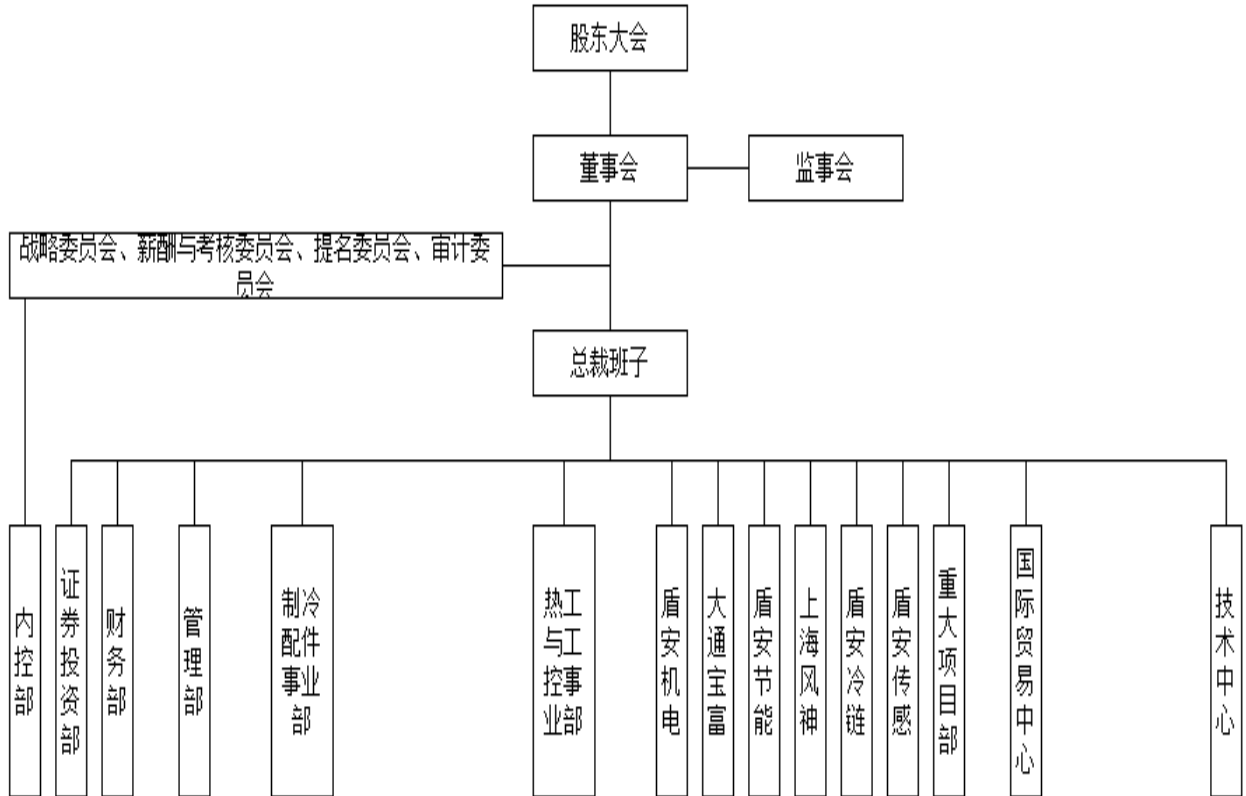 股东大会
董事会
监事会
战略委员会、薪酬与考核委员会、提名委员会、审计委
员会
总裁班子
内控部
证券投资部
财务部
管理部
制冷
配件
事业
部
热工
与工
控事
业部
盾安机电
大通宝富
盾安节能
上海风神
盾安冷链
盾安传感
重大项目部
国际贸易中心
技术中心